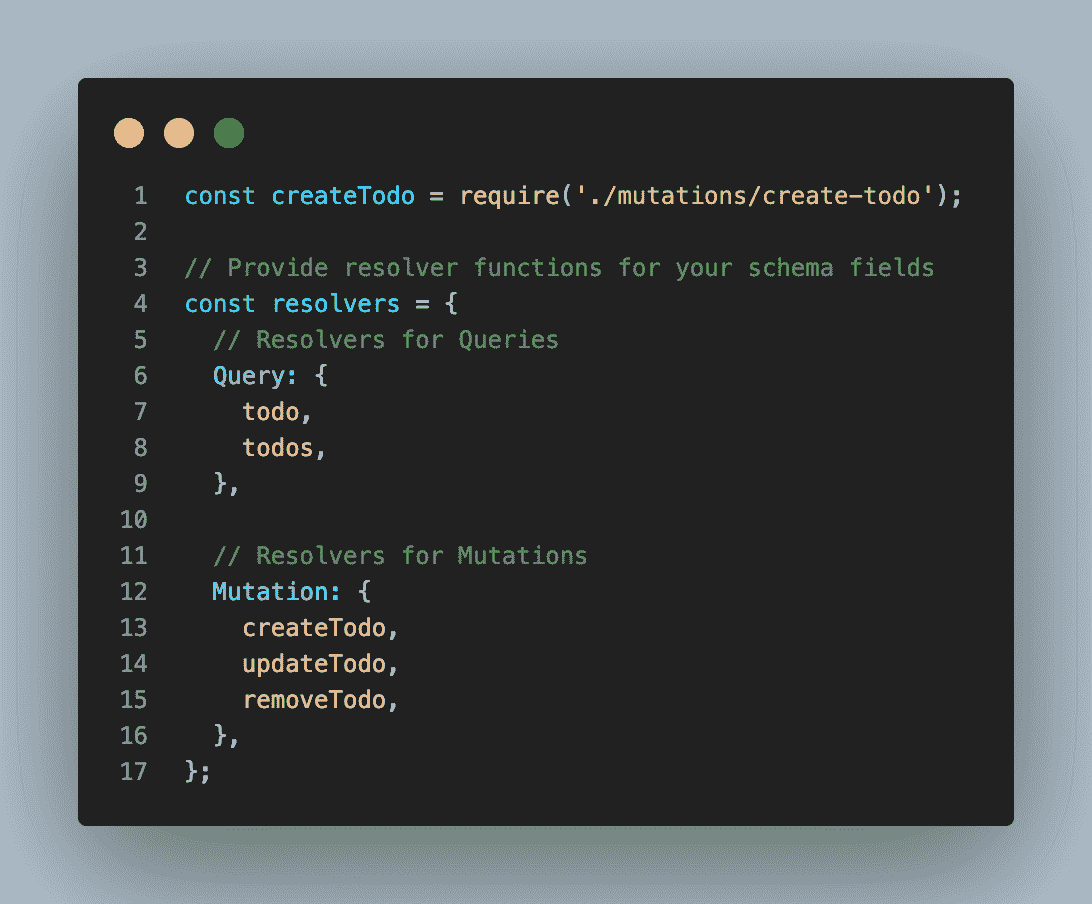 1 const createTodo = require('./mutations/create-todo');
2
3 // Provide resolver functions for your schema fields
4 const resolvers = {
5   // Resolvers for Queries
6   Query: {
7     todo,
8     todos,
9   },
10
11   // Resolvers for Mutations
12   Mutation: {
13     createTodo,
14     updateTodo,
15     removeTodo,
16   },
17 };